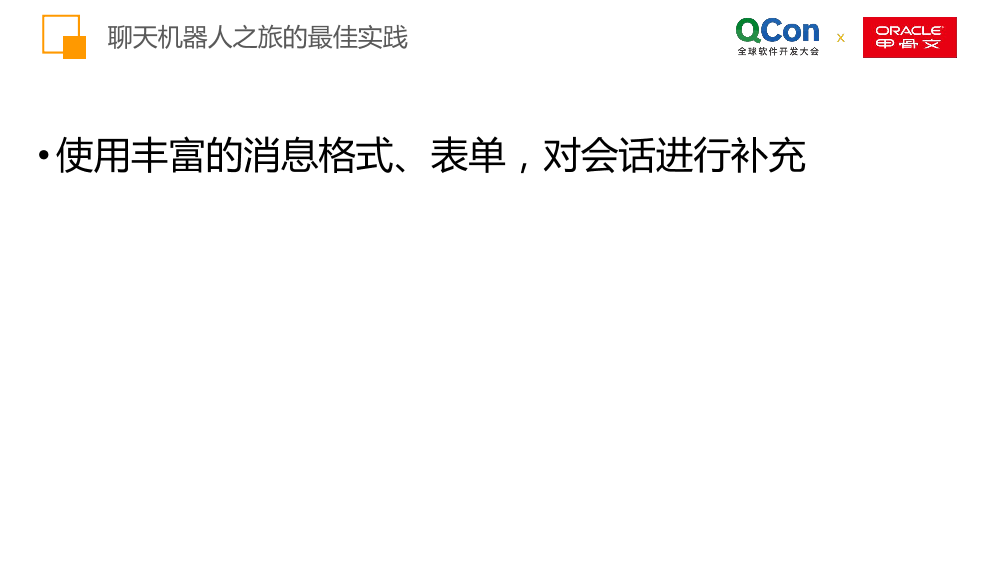 聊天机器人之旅的最佳实践
QCon
全球软件开发大会
x
ORACLE
甲骨文
•使用丰富的消息格式、表单，对会话进行补充